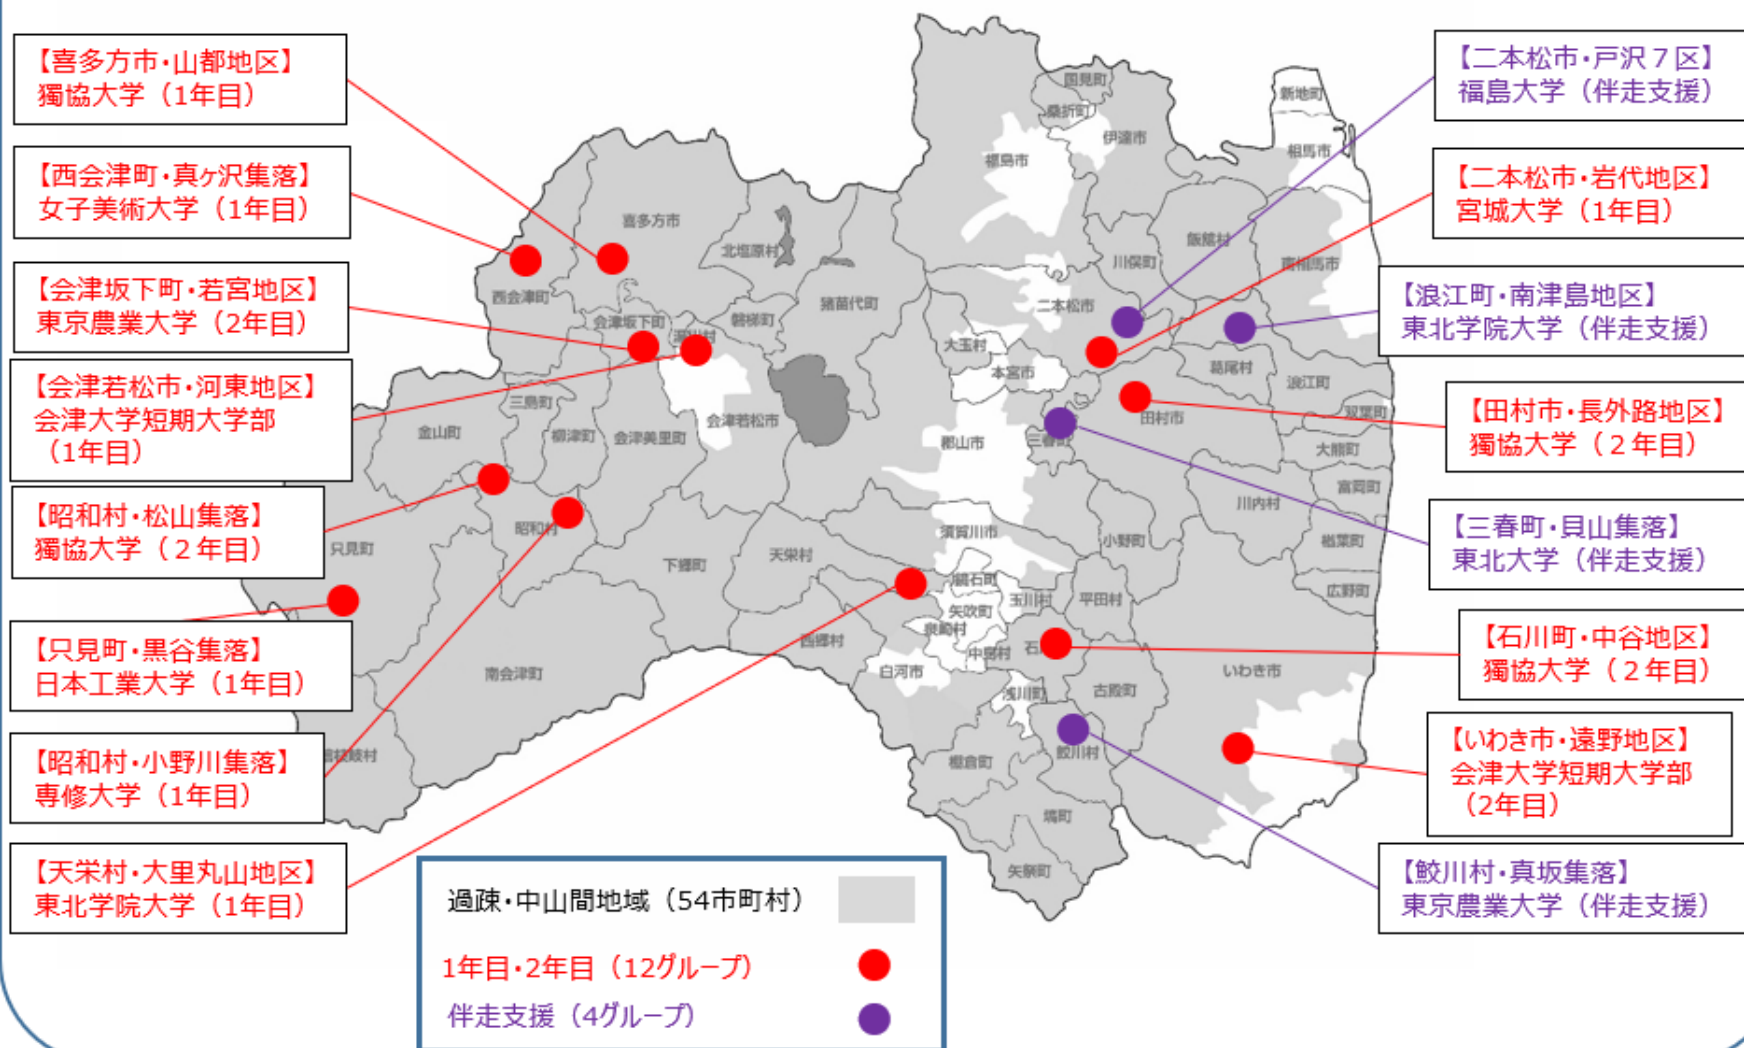 【喜多方市・山都地区】
獨協大学（1年目）
【西会津町・真ヶ沢集落】
女子美術大学（1年目）
【会津坂下町・若宮地区】
東京農業大学（2年目）
【会津若松市・河東地区】
会津大学短期大学部
（1年目）
【昭和村・松山集落】
獨協大学（２年目）
【只見町・黒谷集落】
日本工業大学（1年目）
【昭和村・小野川集落】
専修大学（1年目）
【天栄村・大里丸山地区】
東北学院大学（1年目）
【二本松市・戸沢７区】
福島大学（伴走支援）
【二本松市・岩代地区】
宮城大学（1年目）
【浪江町・南津島地区】
東北学院大学（伴走支援）
【田村市・長外路地区】
獨協大学（２年目）
【三春町・貝山集落】
東北大学（伴走支援）
【石川町・中谷地区】
獨協大学（２年目）
【いわき市・遠野地区】
会津大学短期大学部
（2年目）
【鮫川村・真坂集落】
東京農業大学（伴走支援）
国見町
桑折町
伊達市
福島市
新地町
相馬市
喜多方市
北塩原村
飯舘村
川俣町
南相馬市
西会津町
猪苗代町
二本松市
会津坂下町
磐梯町
大玉村
本宮市
葛尾村
浪江町
三島町
双葉町
金山町
柳津町
会津美里町
会津若松市
郡山市
三春町
田村市
大熊町
富岡町
川内村
昭和村
須賀川市
小野町
楢葉町
只見町
下郷町
天栄村
鏡石町
玉川村
平田村
広野町
矢吹町
泉崎村
西郷村
中島村
石
白河市
南会津町
浅川町
古殿町
いわき市
枝岐村
棚倉町
鮫川村
塙町
矢祭町
過疎・中山間地域（54市町村）
1年目・2年目（12グループ）
伴走支援（4グループ）